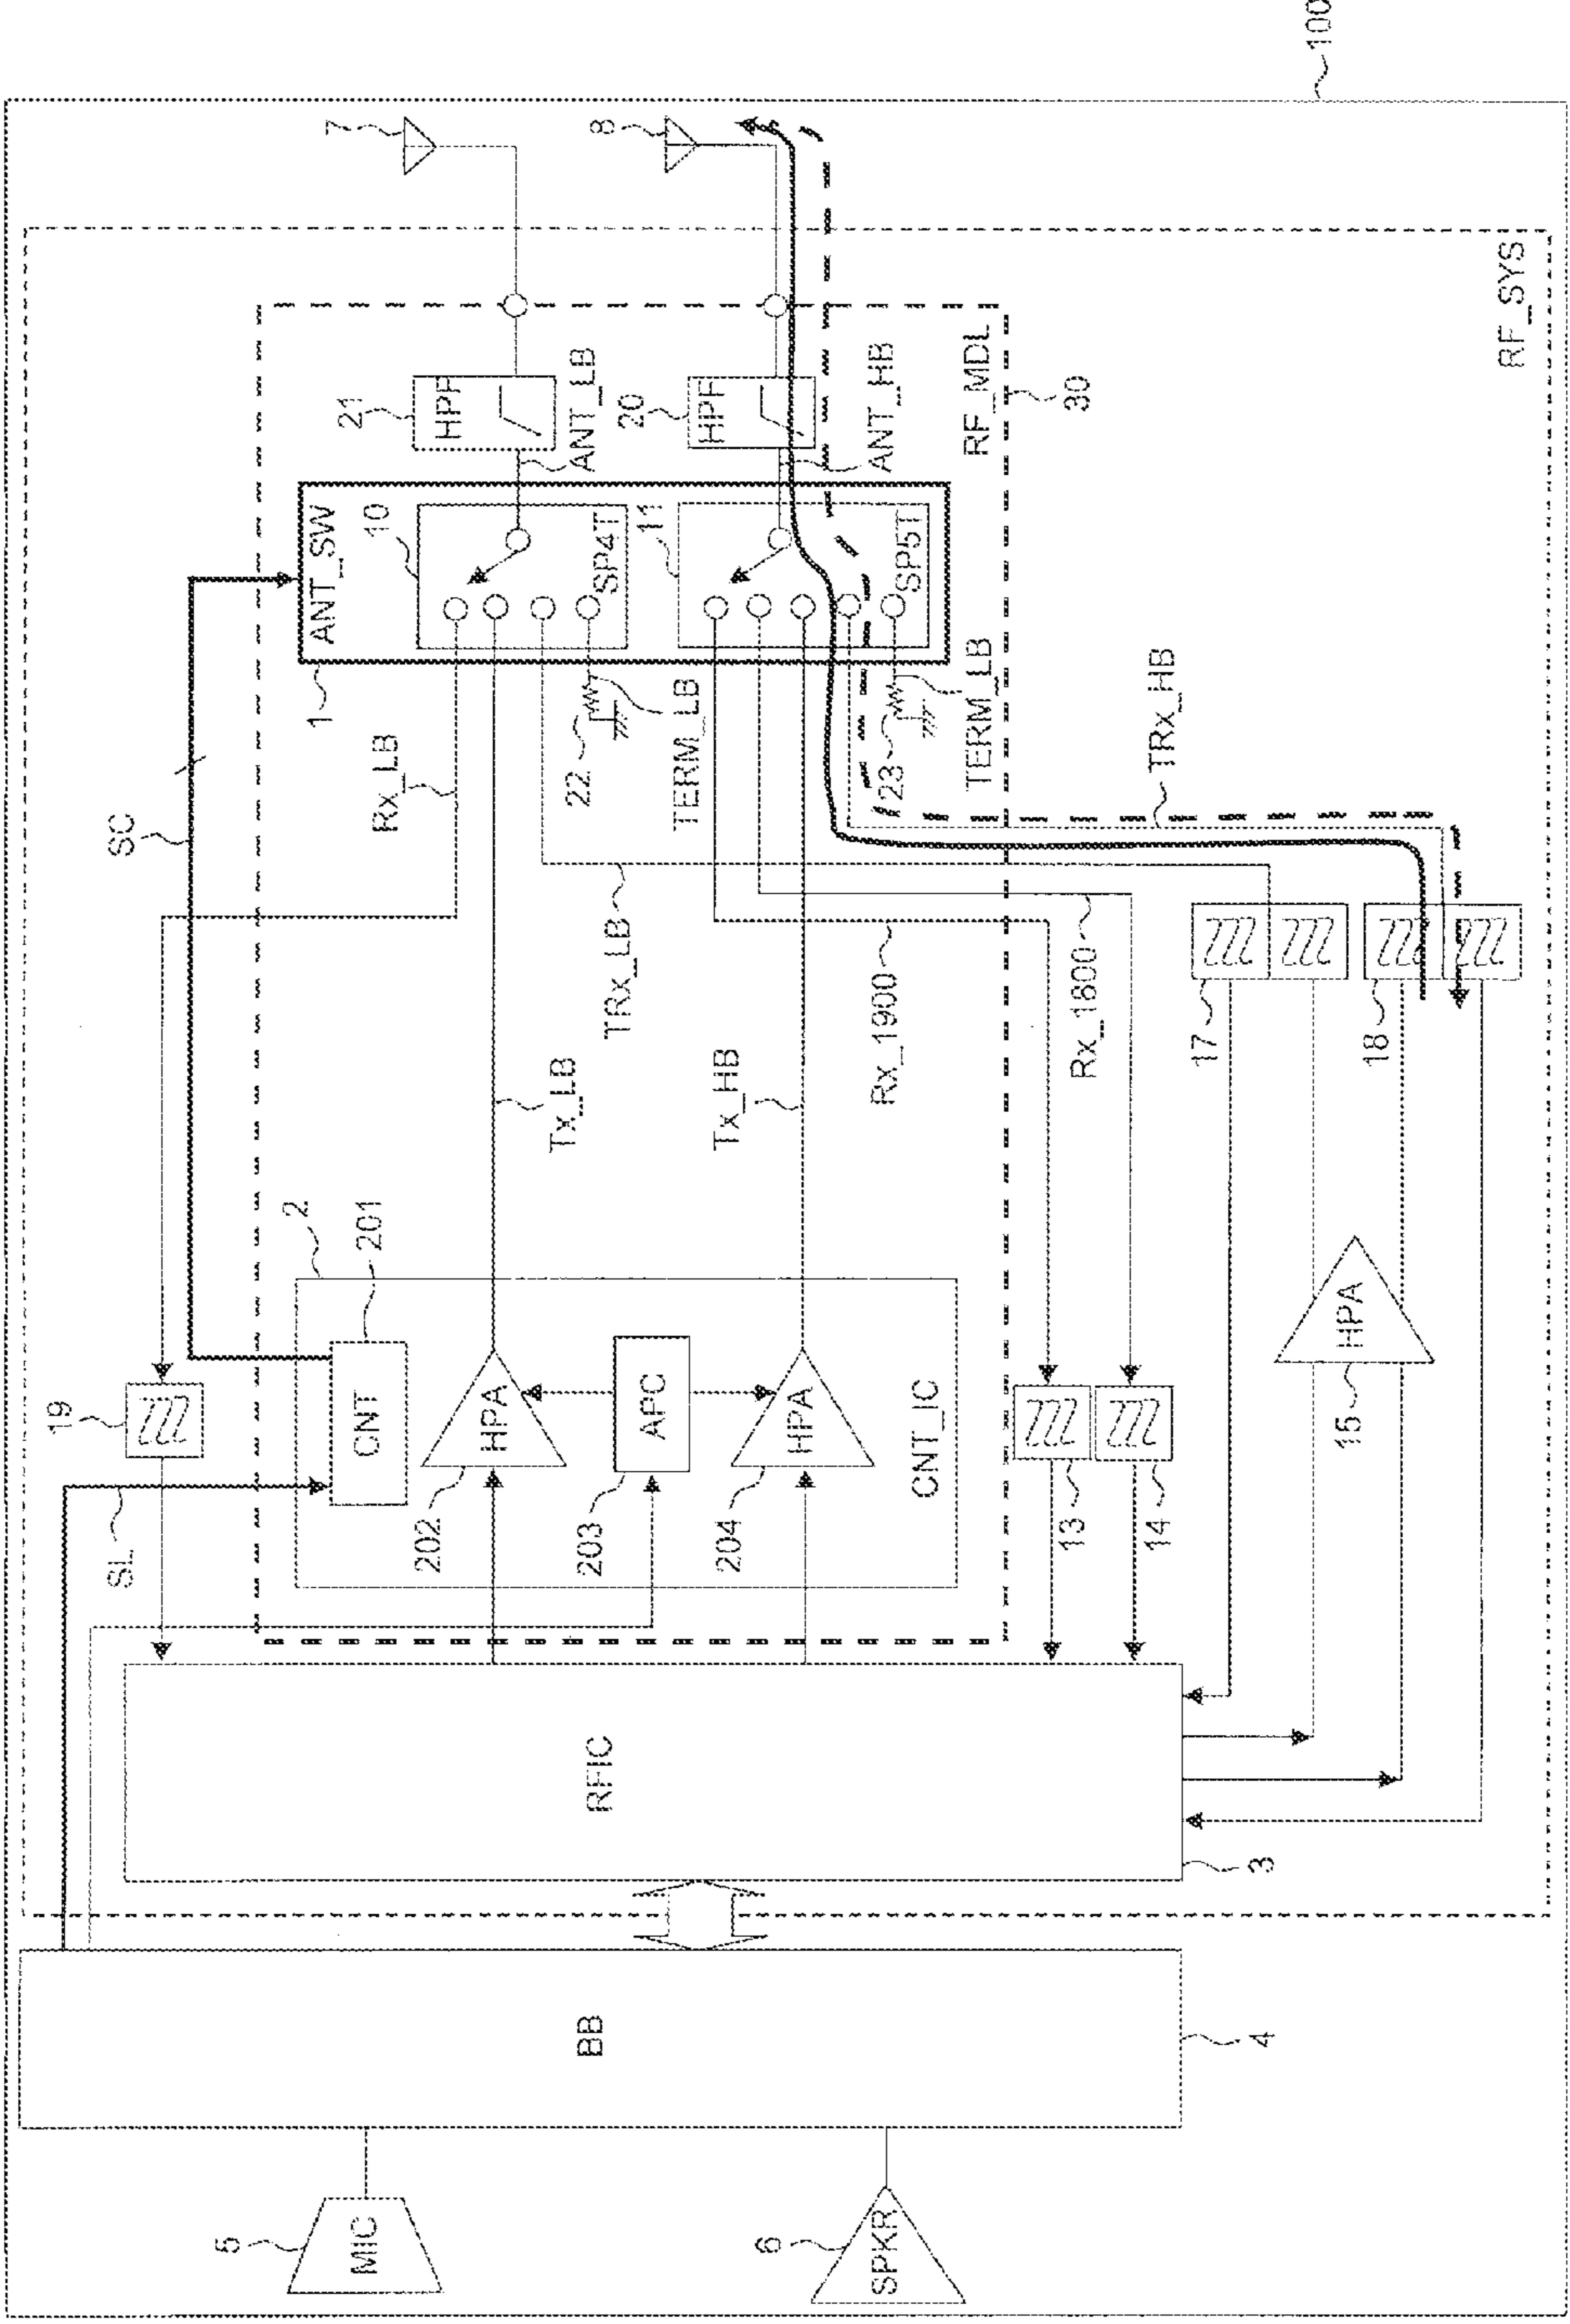 100
7
8
RF_SYS
21
HPF
ANT_LB
20
HPF
ANT_HB
RF_MDL
30
ANT_SW
10
SP4T
11
SP5T
1
SC
Rx_LB
22
TERM_LB
23
TERM_LB
TRx_HB
TRx_LB
Rx_1900
Rx_1800
17
18
Tx_LB
Tx_HB
2
201
19
CNT
HPA
APC
HPA
CNT_IC
HPA
15
SL
202
203
204
13
14
RFIC
3
BB
4
5
MIC
6
SPKR